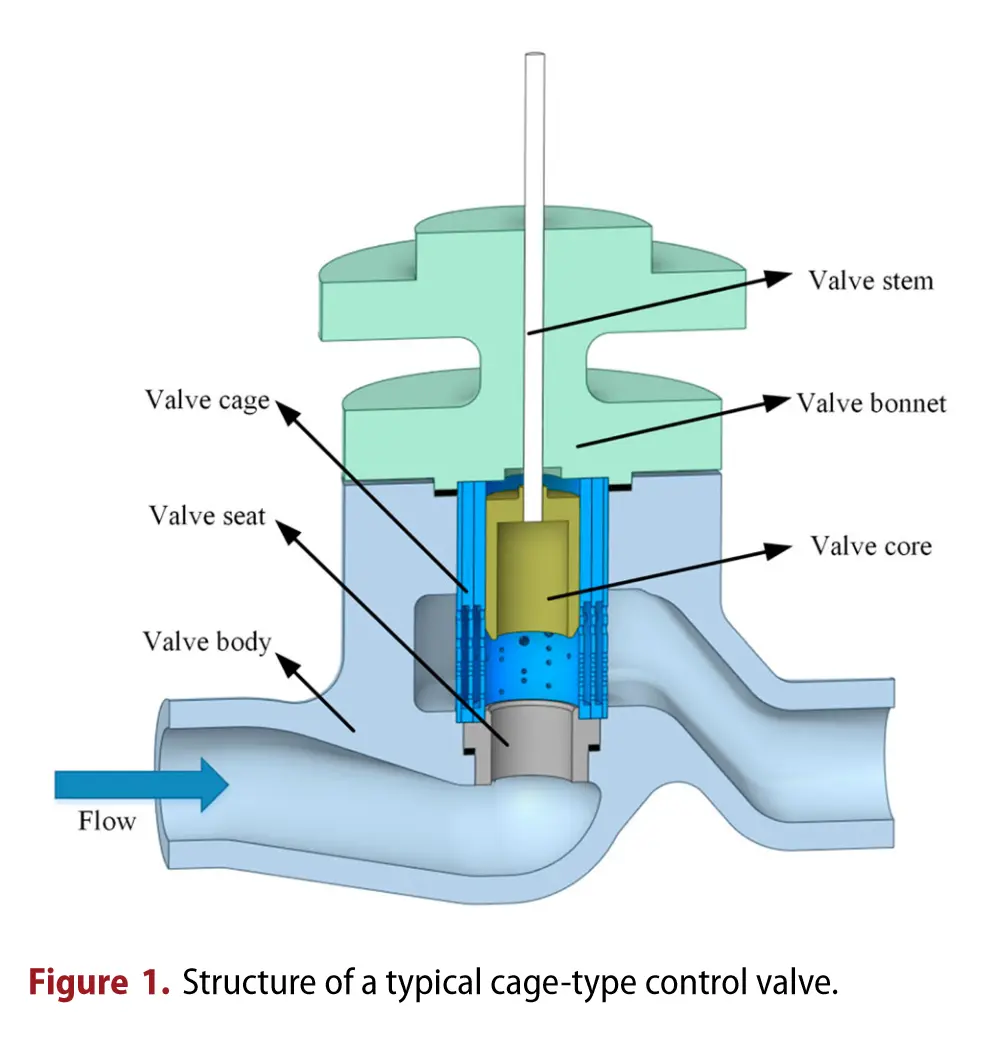 Valve stem
Valve cage
Valve bonnet
Valve seat
Valve core
Valve body
Flow
Figure 1. Structure of a typical cage-type control valve.